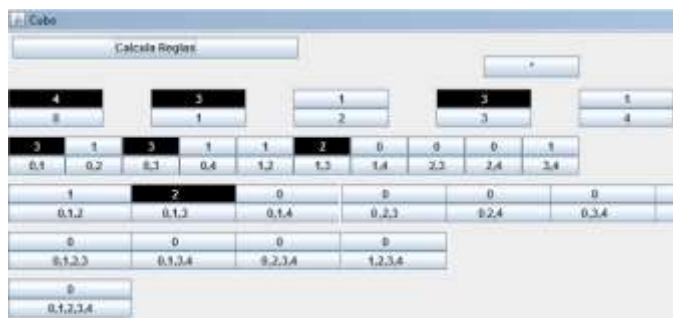 Cubo
Calcula Reglas
*
4 3 1 3 1
0 1 2 3 4
3 1 3 1 1 2 0 0 0 1
0,1 0,2 0,3 0,4 1,2 1,3 1,4 2,3 2,4 3,4
1 2 0 0 0 0
0,1,2 0,1,3 0,1,4 0,2,3 0,2,4 0,3,4
0 0 0 0
0,1,2,3 0,1,3,4 0,2,3,4 1,2,3,4
0
0,1,2,3,4